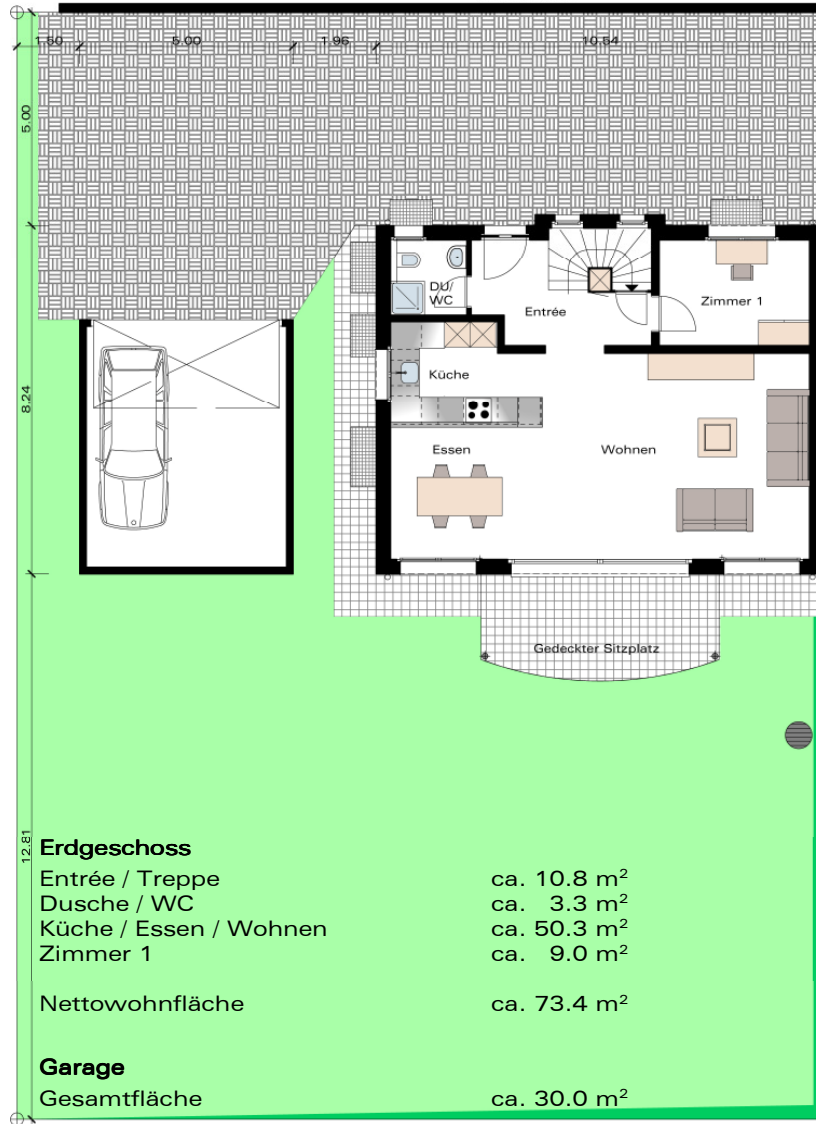 1.50 5.00 1.96 10.54
5.00
DU/
WC
Entrée
Zimmer 1
Küche
8.24
Essen
Wohnen
Gedeckter Sitzplatz
12.81
Erdgeschoss
Entrée / Treppe ca. 10.8 m²
Dusche / WC ca. 3.3 m²
Küche / Essen / Wohnen ca. 50.3 m²
Zimmer 1 ca. 9.0 m²
Nettowohnfläche ca. 73.4 m²
Garage
Gesamtfläche ca. 30.0 m²